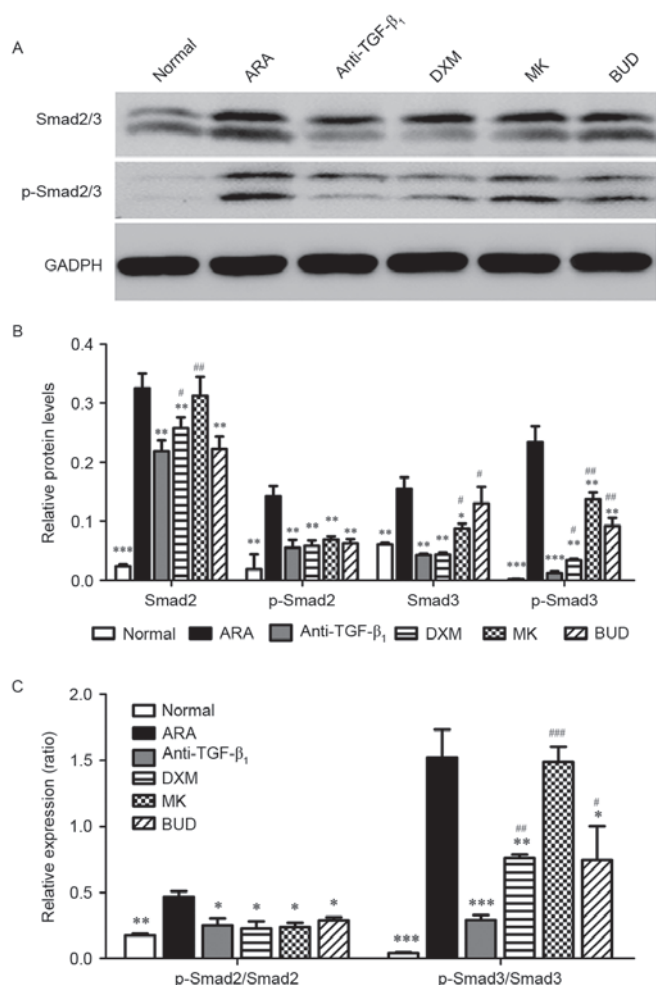 A
Normal ARA Anti-TGF-β₁ DXM MK BUD
Smad2/3
p-Smad2/3
GADPH
B
Relative protein levels
0.4
0.3
0.2
0.1
0.0
*** ** * ## # ** ** ** ** ** ** ** ** ** ** # * # *** *** # ** ## ** ## **
Smad2 p-Smad2 Smad3 p-Smad3
Normal ARA Anti-TGF-β₁ DXM MK BUD
C
Relative expression (ratio)
2.0
1.5
1.0
0.5
0.0
Normal
ARA
Anti-TGF-β₁
DXM
MK
BUD
** * * * * *** *** ## ** ### # *
p-Smad2/Smad2 p-Smad3/Smad3